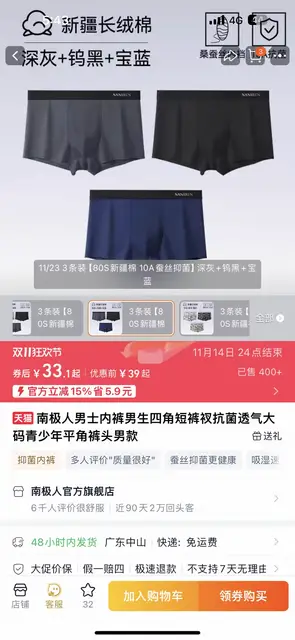 新疆长绒棉
4G
深灰+钨黑+宝蓝
3
11/23 3条装【80S新疆棉 10A蚕丝抑菌】深灰+钨黑+宝
蓝
3条装【8
0S新疆棉
3条装【8
0S新疆棉
3条装【8
0S新疆棉
全部
双11狂欢节
11月14日 24点结束
券后 ¥33.1起 优惠前 ¥39起
已售 400+
官方立减15%省5.9元
天猫 南极人男士内裤男生四角短裤衩抗菌透气大
码青少年平角裤头男款
送礼
抑菌内裤
多人评价"质量很好"
蚕丝抑菌更健康
吸湿
南极人官方旗舰店
6千人评价很舒服
近90天2万回头客
48小时内发货
广东中山
快递: 免运费
大促价保
假一赔四
极速退款
不支持7天无理由
店铺
客服
32
加入购物车
领券购买